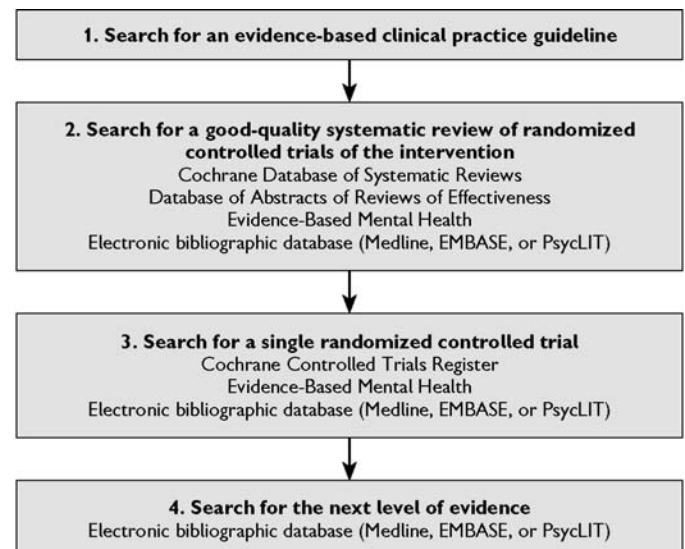 1. Search for an evidence-based clinical practice guideline
2. Search for a good-quality systematic review of randomized
controlled trials of the intervention
Cochrane Database of Systematic Reviews
Database of Abstracts of Reviews of Effectiveness
Evidence-Based Mental Health
Electronic bibliographic database (Medline, EMBASE, or PsycLIT)
3. Search for a single randomized controlled trial
Cochrane Controlled Trials Register
Evidence-Based Mental Health
Electronic bibliographic database (Medline, EMBASE, or PsycLIT)
4. Search for the next level of evidence
Electronic bibliographic database (Medline, EMBASE, or PsycLIT)